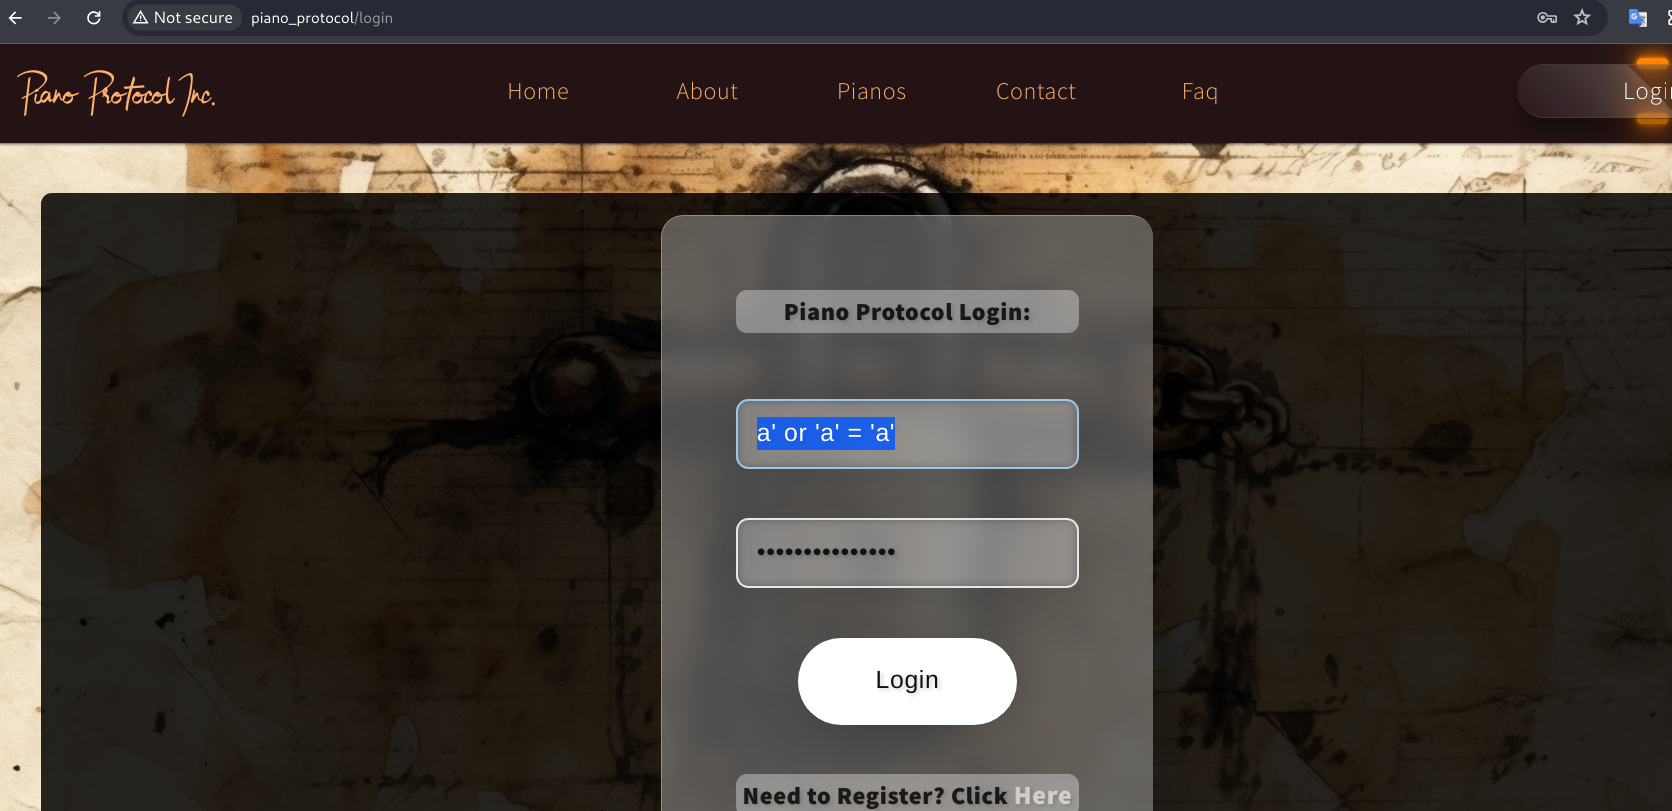 Not secure piano_protocol/login
Piano Protocol Inc. Home About Pianos Contact Faq Login
Piano Protocol Login:
a' or 'a' = 'a'
•••••••••••••••
Login
Need to Register? Click Here